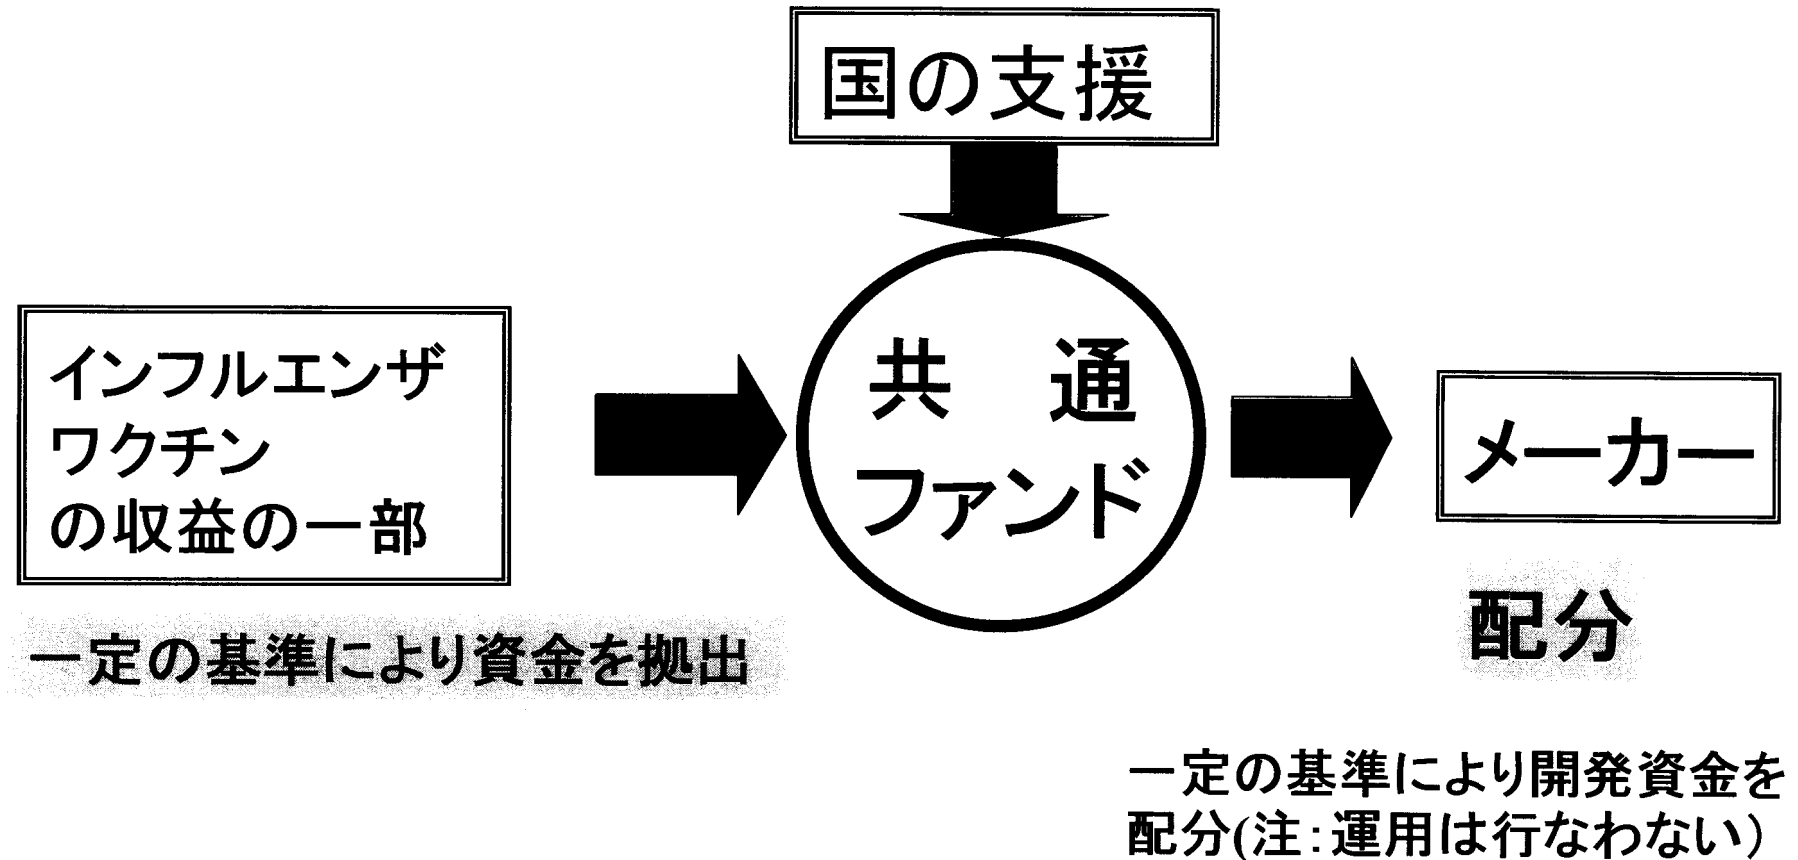 国の支援
インフルエンザ
ワクチン
の収益の一部
共　通
ファンド
メーカー
一定の基準により資金を拠出
配分
一定の基準により開発資金を
配分(注:運用は行なわない)